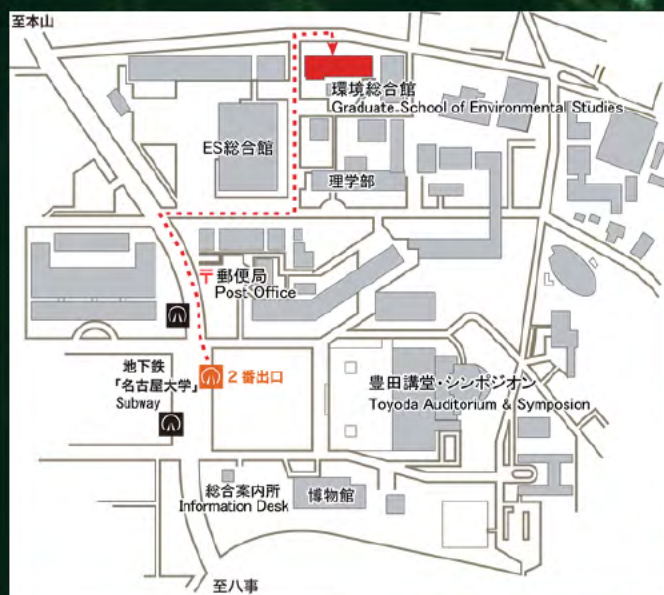 至本山
環境総合館
Graduate School of Environmental Studies
ES総合館
理学部
〒郵便局
Post Office
地下鉄
「名古屋大学」
Subway
2番出口
豊田講堂・シンポジオン
Toyoda Auditorium & Symposion
総合案内所
Information Desk
博物館
至八事